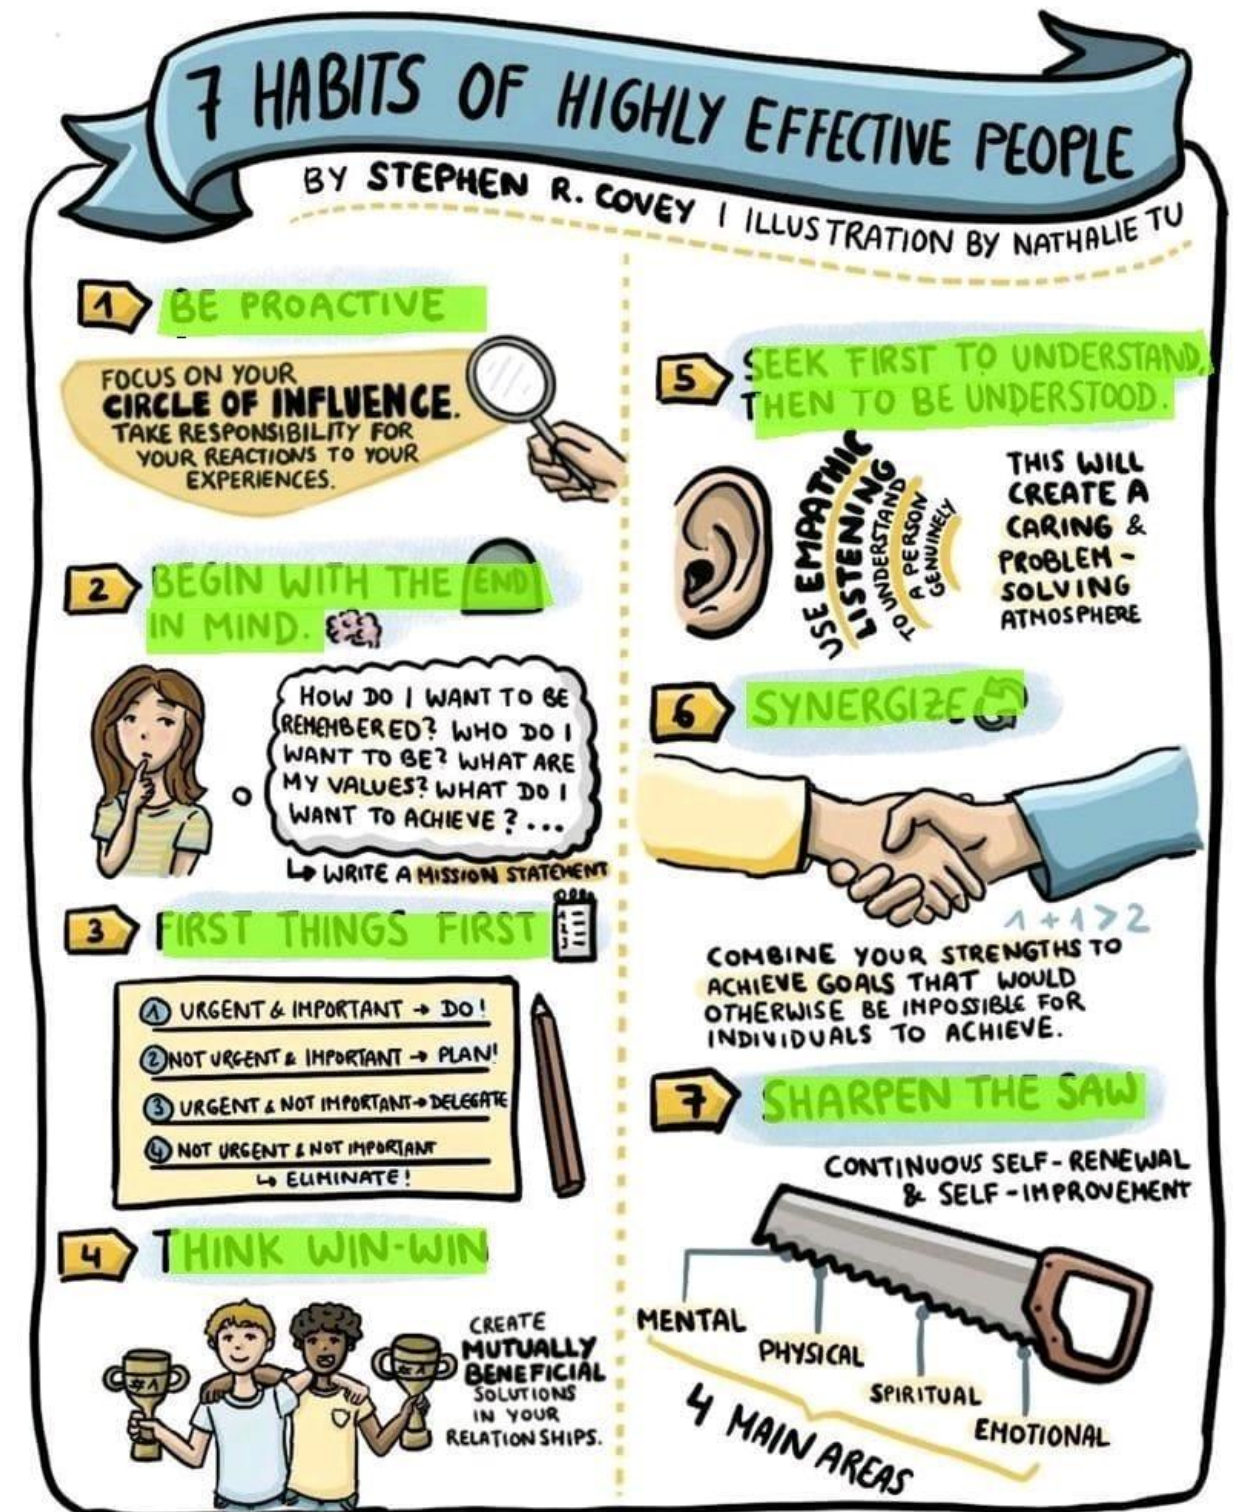 7 HABITS OF HIGHLY EFFECTIVE PEOPLE
BY STEPHEN R. COVEY | ILLUSTRATION BY NATHALIE TU
1 BE PROACTIVE
FOCUS ON YOUR
CIRCLE OF INFLUENCE.
TAKE RESPONSIBILITY FOR
YOUR REACTIONS TO YOUR
EXPERIENCES.
2 BEGIN WITH THE END
IN MIND.
HOW DO I WANT TO BE
REMEMBERED? WHO DO I
WANT TO BE? WHAT ARE
MY VALUES? WHAT DO I
WANT TO ACHIEVE? ...
↳ WRITE A MISSION STATEMENT
3 FIRST THINGS FIRST
1 URGENT & IMPORTANT → DO!
2 NOT URGENT & IMPORTANT → PLAN!
3 URGENT & NOT IMPORTANT → DELEGATE
4 NOT URGENT & NOT IMPORTANT
↳ ELIMINATE!
4 THINK WIN-WIN
#1
#1
CREATE
MUTUALLY
BENEFICIAL
SOLUTIONS
IN YOUR
RELATIONSHIPS.
5 SEEK FIRST TO UNDERSTAND,
THEN TO BE UNDERSTOOD.
USE EMPATHIC
LISTENING
TO UNDERSTAND
A PERSON
GENUINELY
THIS WILL
CREATE A
CARING &
PROBLEM-
SOLVING
ATMOSPHERE
6 SYNERGIZE
1+1>2
COMBINE YOUR STRENGTHS TO
ACHIEVE GOALS THAT WOULD
OTHERWISE BE IMPOSSIBLE FOR
INDIVIDUALS TO ACHIEVE.
7 SHARPEN THE SAW
CONTINUOUS SELF-RENEWAL
& SELF-IMPROVEMENT
MENTAL
PHYSICAL
SPIRITUAL
EMOTIONAL
4 MAIN AREAS